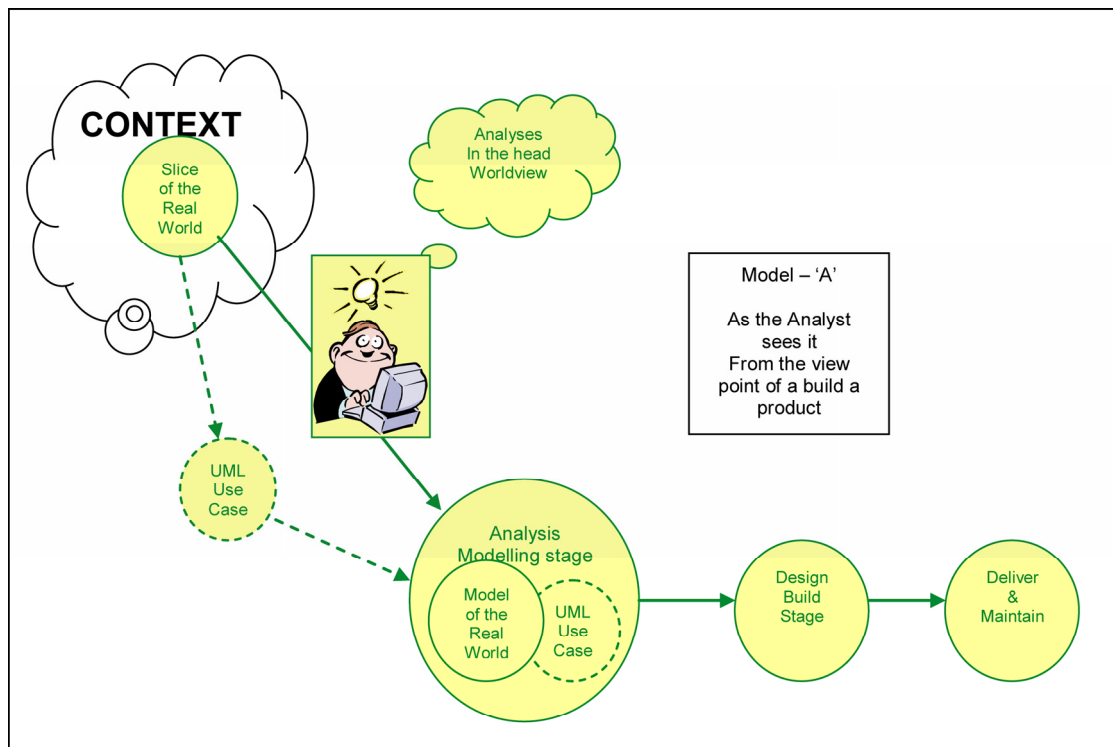 CONTEXT
Slice
of the
Real
World
Analyses
In the head
Worldview
Model – ‘A’
As the Analyst
sees it
From the view
point of a build a
product
UML
Use
Case
Analysis
Modelling stage
Model
of the
Real
World
UML
Use
Case
Design
Build
Stage
Deliver
&
Maintain